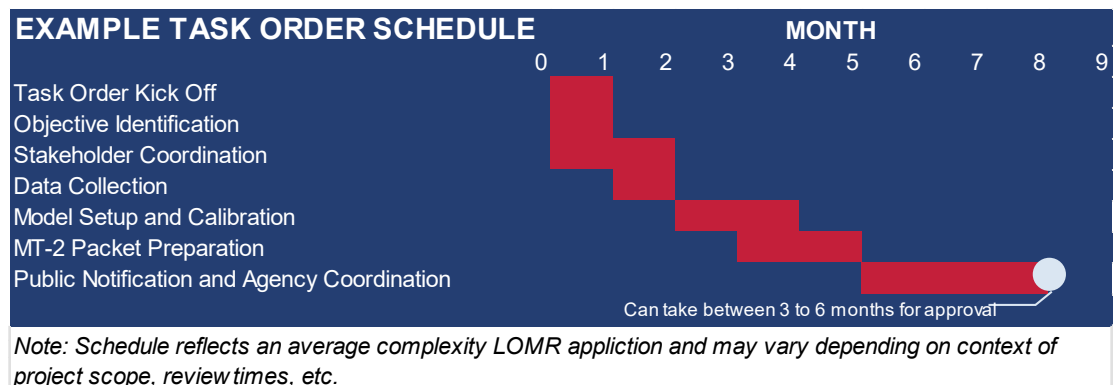 EXAMPLE TASK ORDER SCHEDULE MONTH
0 1 2 3 4 5 6 7 8 9
Task Order Kick Off
Objective Identification
Stakeholder Coordination
Data Collection
Model Setup and Calibration
MT-2 Packet Preparation
Public Notification and Agency Coordination
Can take between 3 to 6 months for approval
Note: Schedule reflects an average complexity LOMR appliction and may vary depending on context of
project scope, review times, etc.